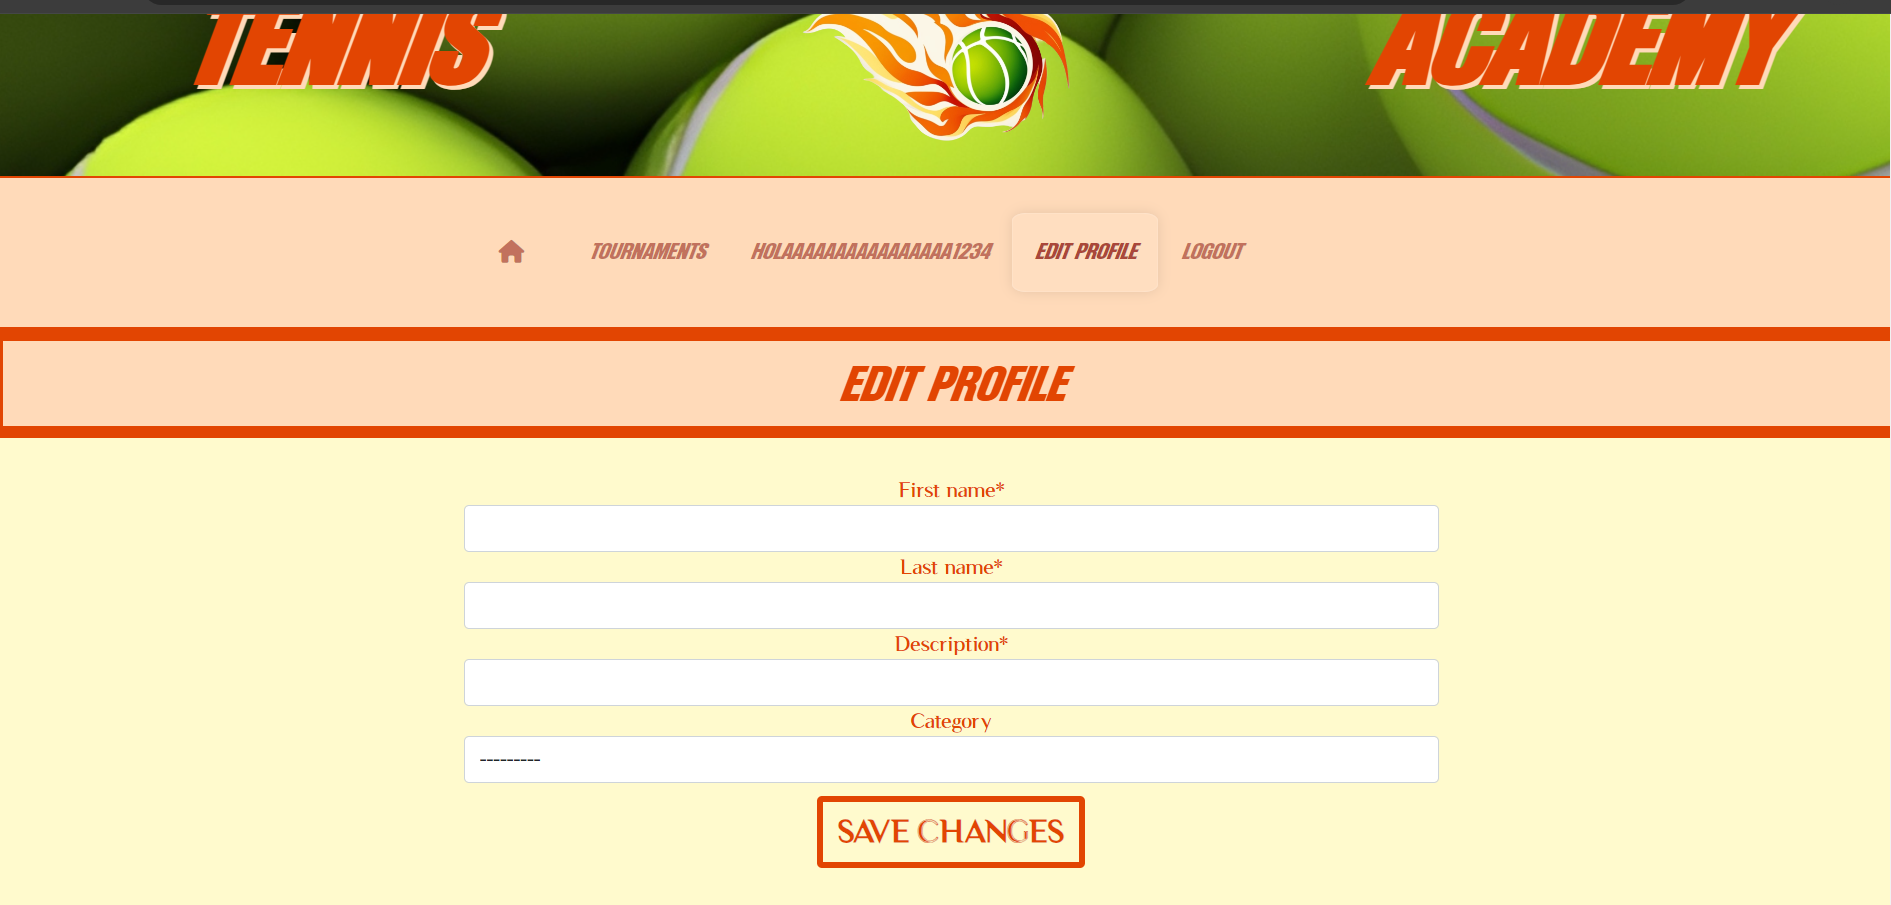 TENNIS ACADEMY
TOURNAMENTS HOLAAAAAAAAAAAAAAAA1234 EDIT PROFILE LOGOUT
EDIT PROFILE
First name*
Last name*
Description*
Category
---------
SAVE CHANGES